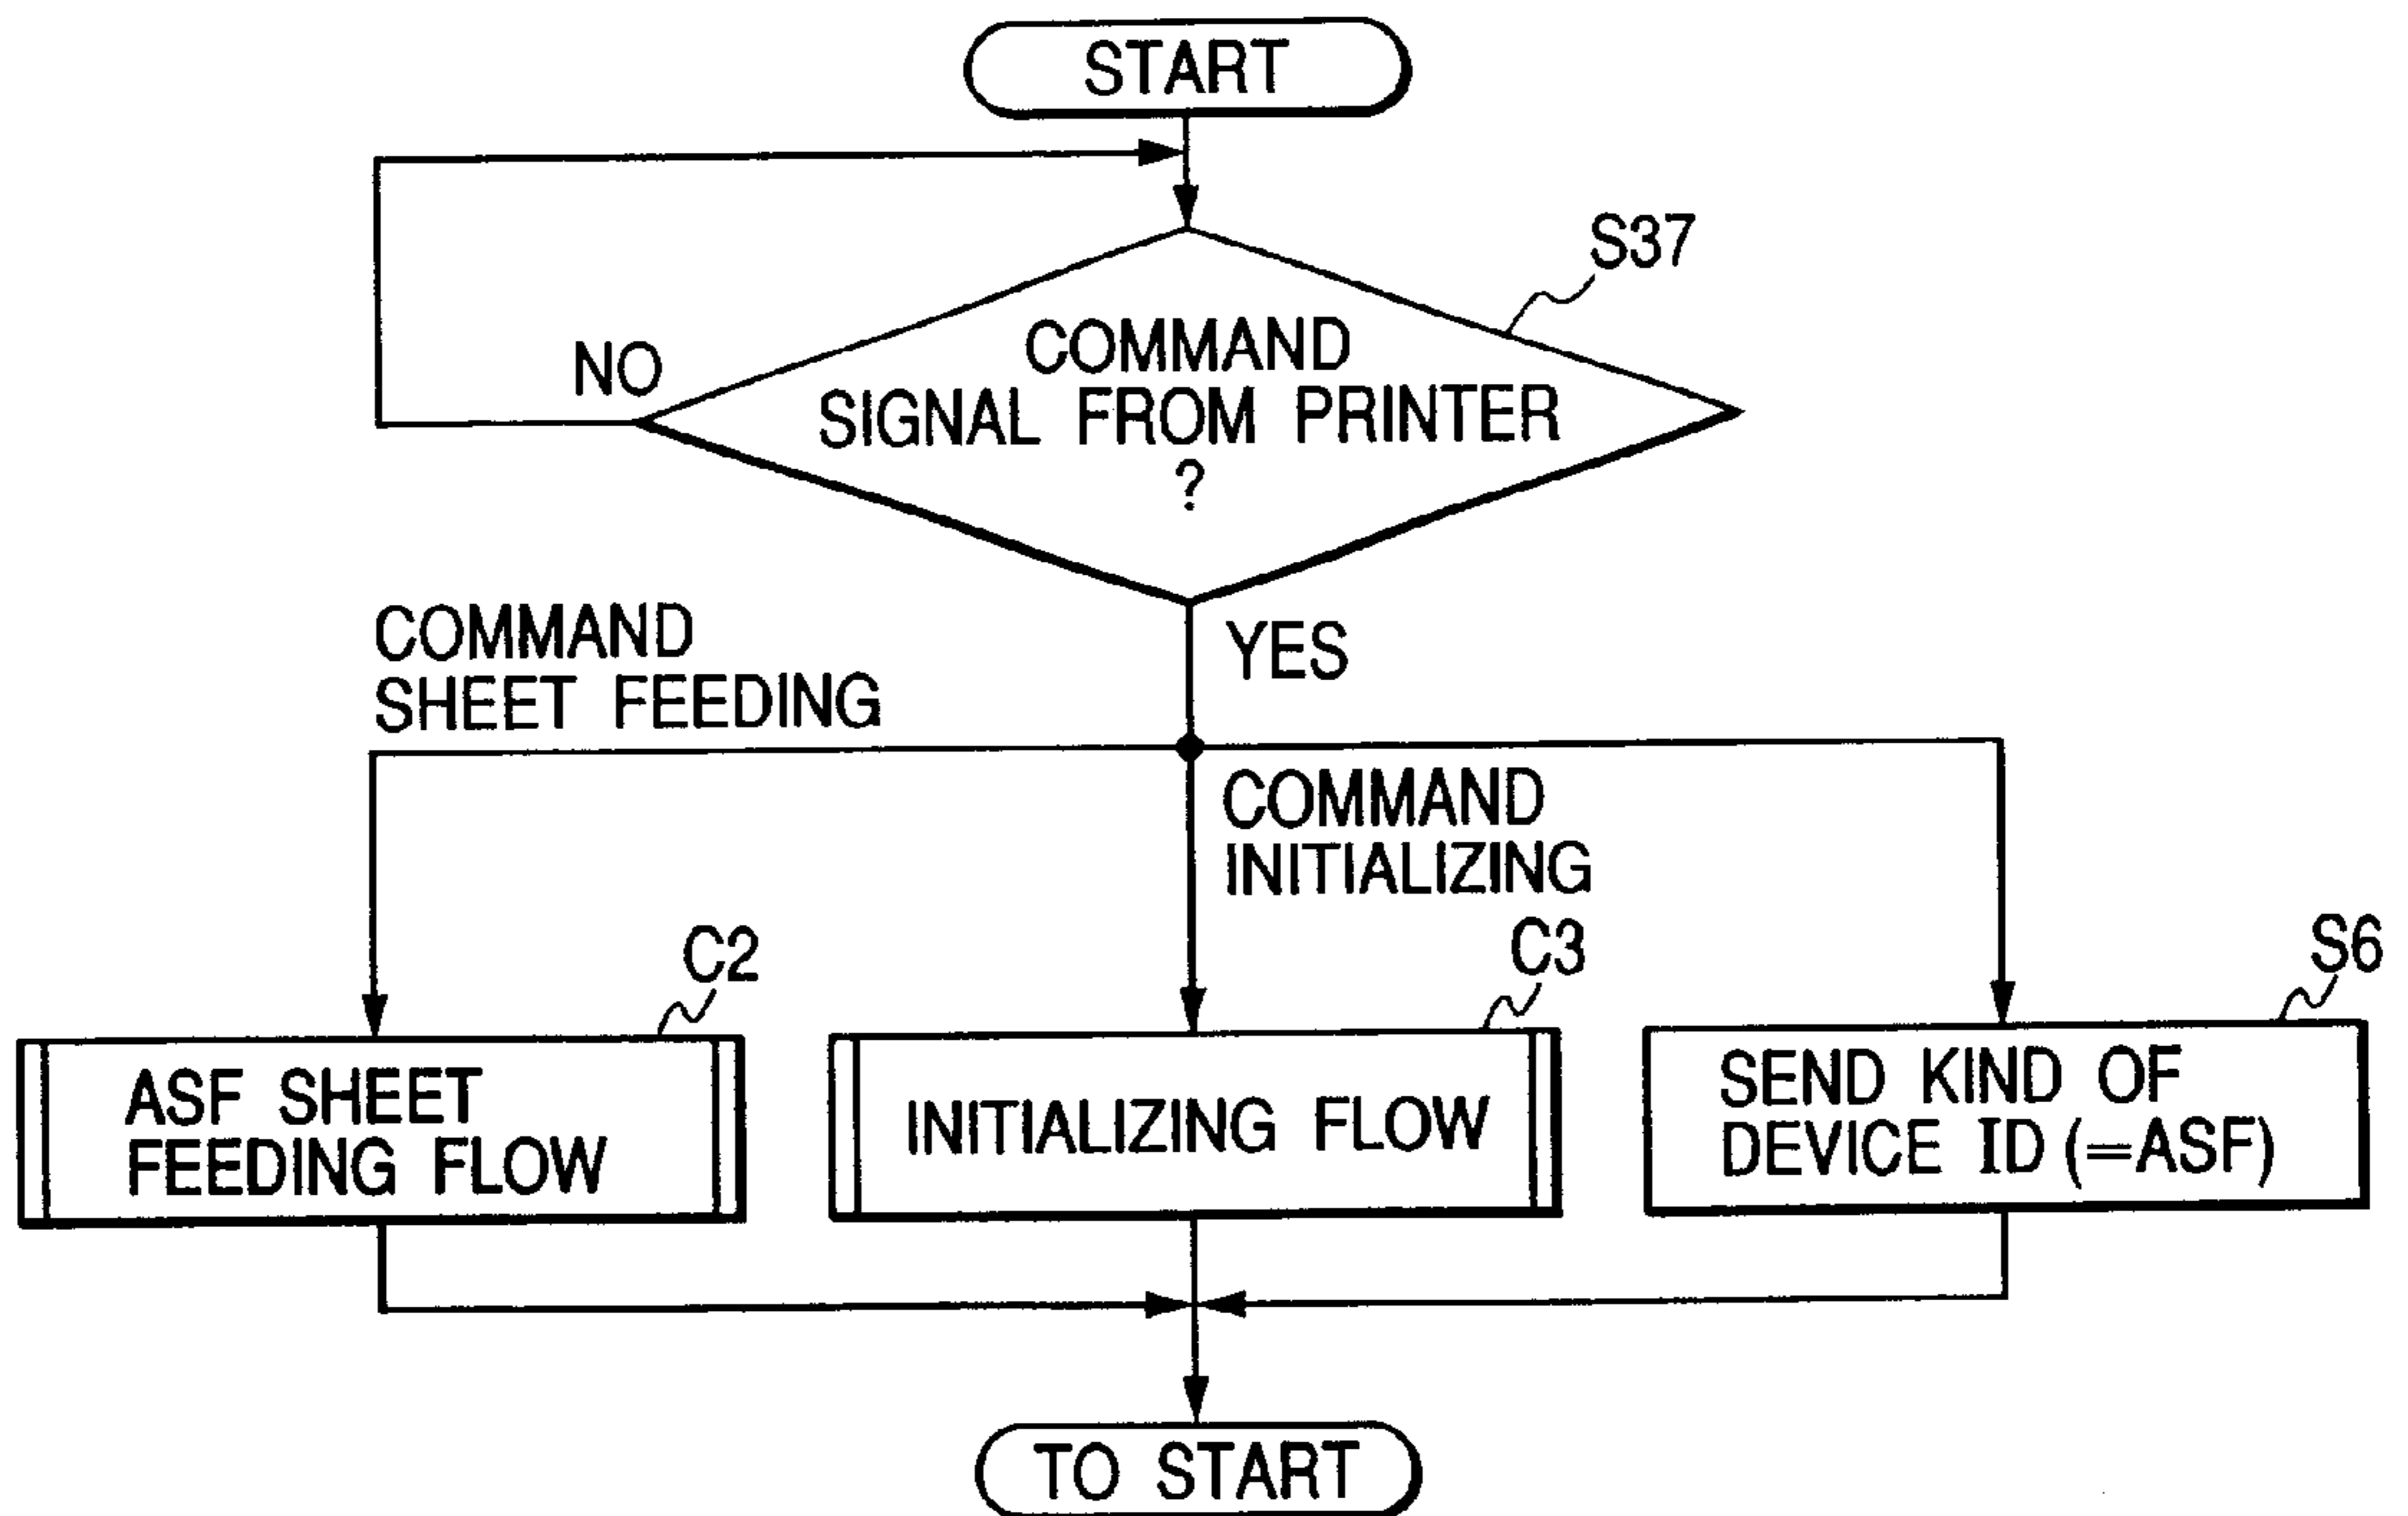 START
S37
NO
COMMAND
SIGNAL FROM PRINTER
?
COMMAND
SHEET FEEDING
YES
COMMAND
INITIALIZING
C2
C3
S6
ASF SHEET
FEEDING FLOW
INITIALIZING FLOW
SEND KIND OF
DEVICE ID (=ASF)
TO START